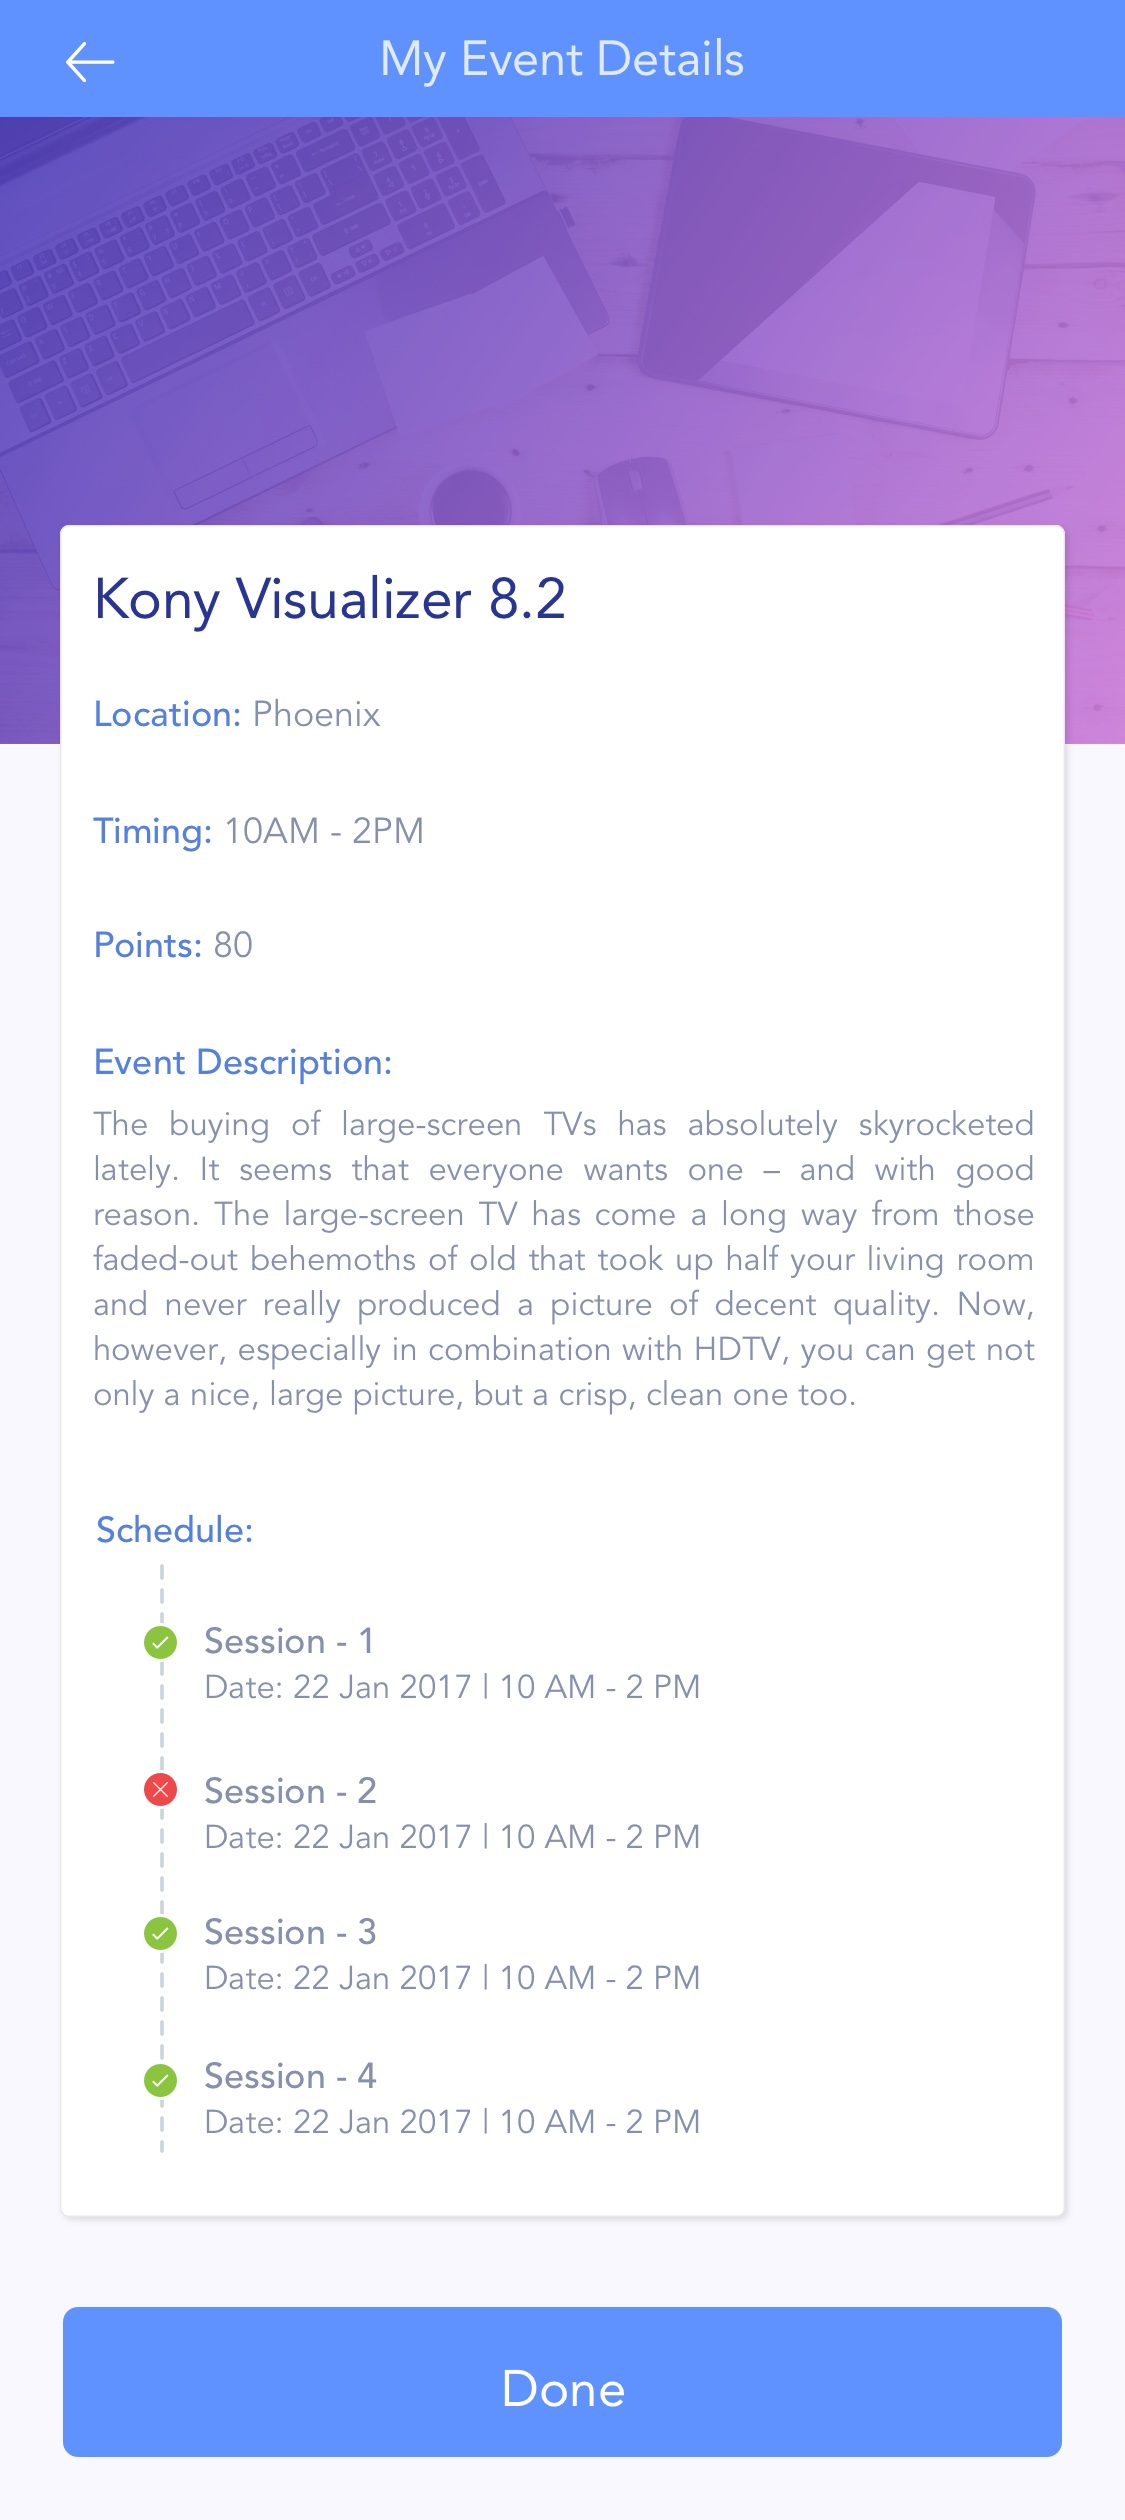 My Event Details
Kony Visualizer 8.2
Location: Phoenix
Timing: 10AM - 2PM
Points: 80
Event Description:
The buying of large-screen TVs has absolutely skyrocketed
lately. It seems that everyone wants one – and with good
reason. The large-screen TV has come a long way from those
faded-out behemoths of old that took up half your living room
and never really produced a picture of decent quality. Now,
however, especially in combination with HDTV, you can get not
only a nice, large picture, but a crisp, clean one too.
Schedule:
Session - 1
Date: 22 Jan 2017 | 10 AM - 2 PM
Session - 2
Date: 22 Jan 2017 | 10 AM - 2 PM
Session - 3
Date: 22 Jan 2017 | 10 AM - 2 PM
Session - 4
Date: 22 Jan 2017 | 10 AM - 2 PM
Done